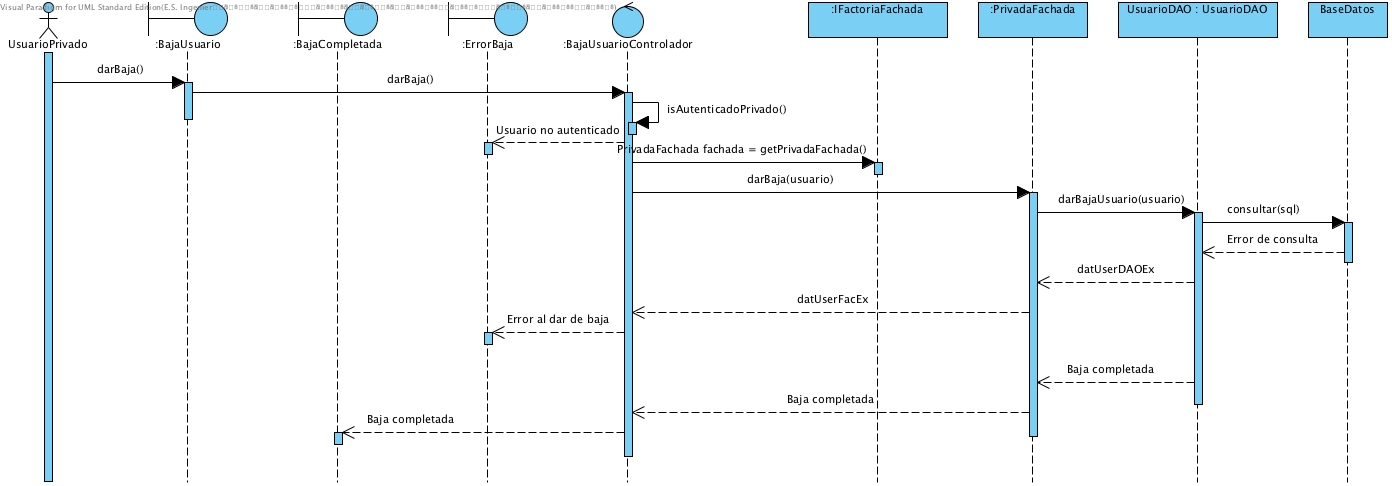 Visual Paradigm for UML Standard Edition(E.S. Ingenier
:IFactoriaFachada
:PrivadaFachada
UsuarioDAO : UsuarioDAO
BaseDatos
UsuarioPrivado
:BajaUsuario
:BajaCompletada
:ErrorBaja
:BajaUsuarioControlador
darBaja()
darBaja()
isAutenticadoPrivado()
Usuario no autenticado
PrivadaFachada fachada = getPrivadaFachada()
darBaja(usuario)
darBajaUsuario(usuario)
consultar(sql)
Error de consulta
datUserDAOEx
datUserFacEx
Error al dar de baja
Baja completada
Baja completada
Baja completada